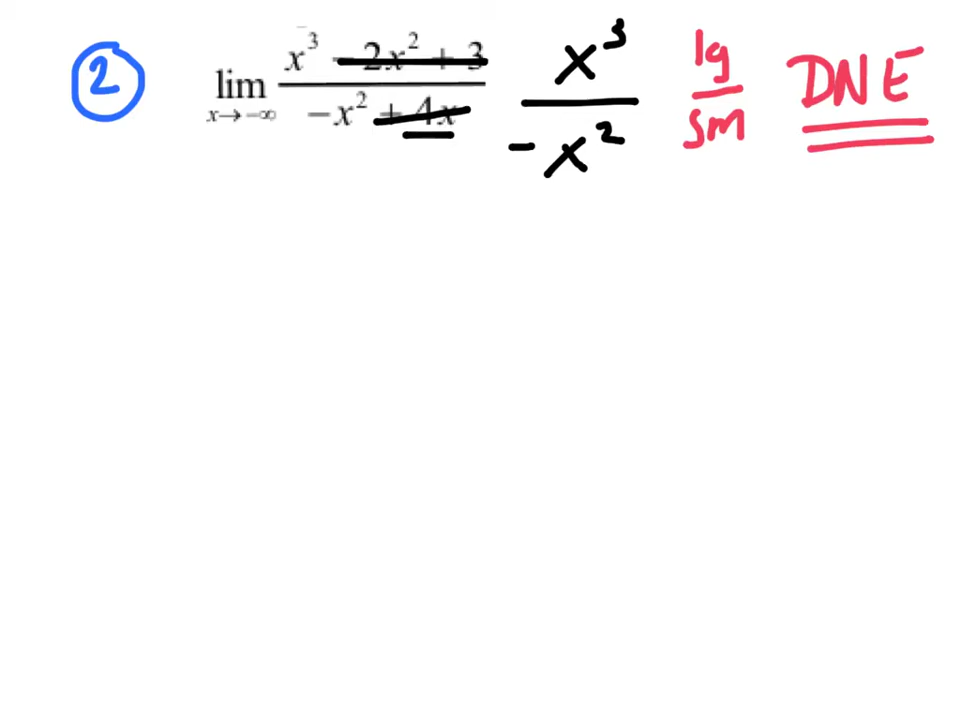 ② lim x→−∞ (x³ − 2x² + 3)/(−x² + 4x) x³/−x² lg/sm DNE